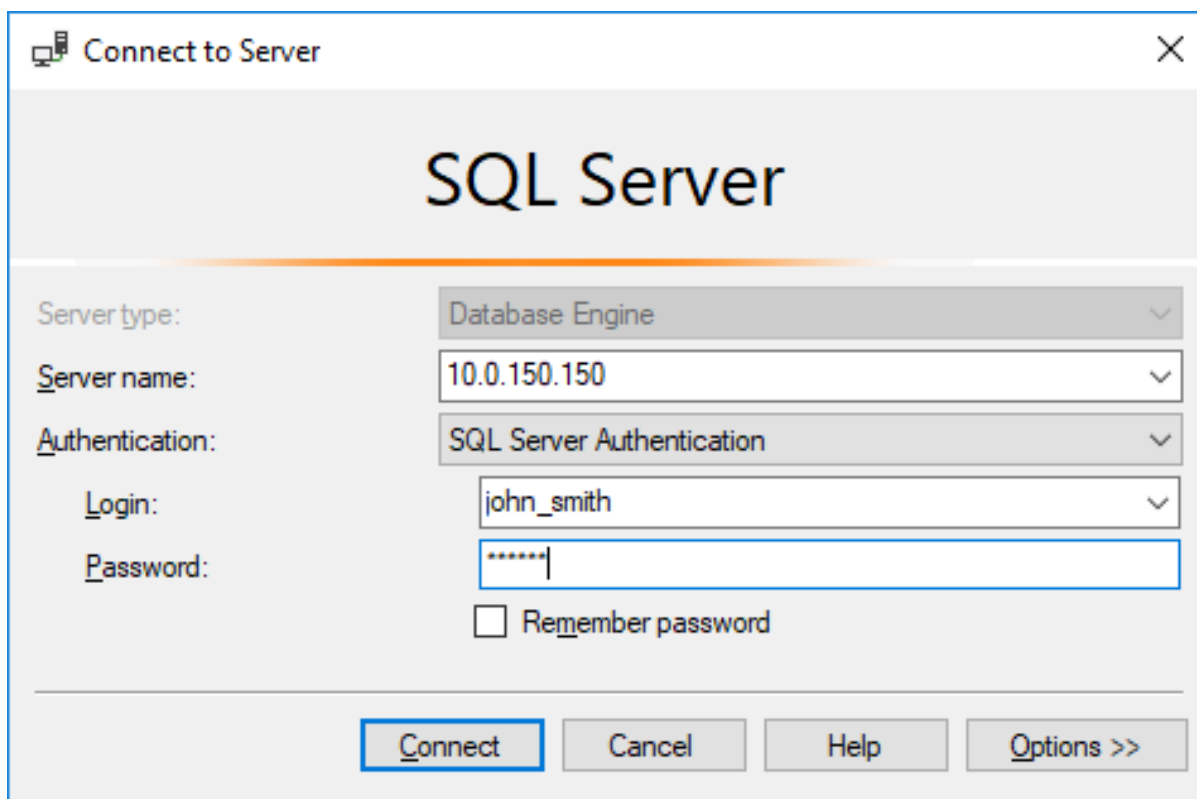 Connect to Server
SQL Server
Server type: Database Engine
Server name: 10.0.150.150
Authentication: SQL Server Authentication
Login: john_smith
Password: ******
Remember password
Connect Cancel Help Options >>